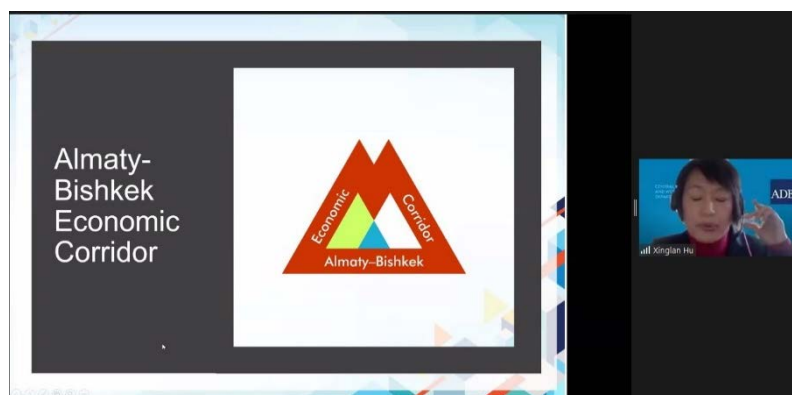 Almaty-
Bishkek
Economic
Corridor
Economic
Corridor
Almaty–Bishkek
ADB
Xinglan Hu